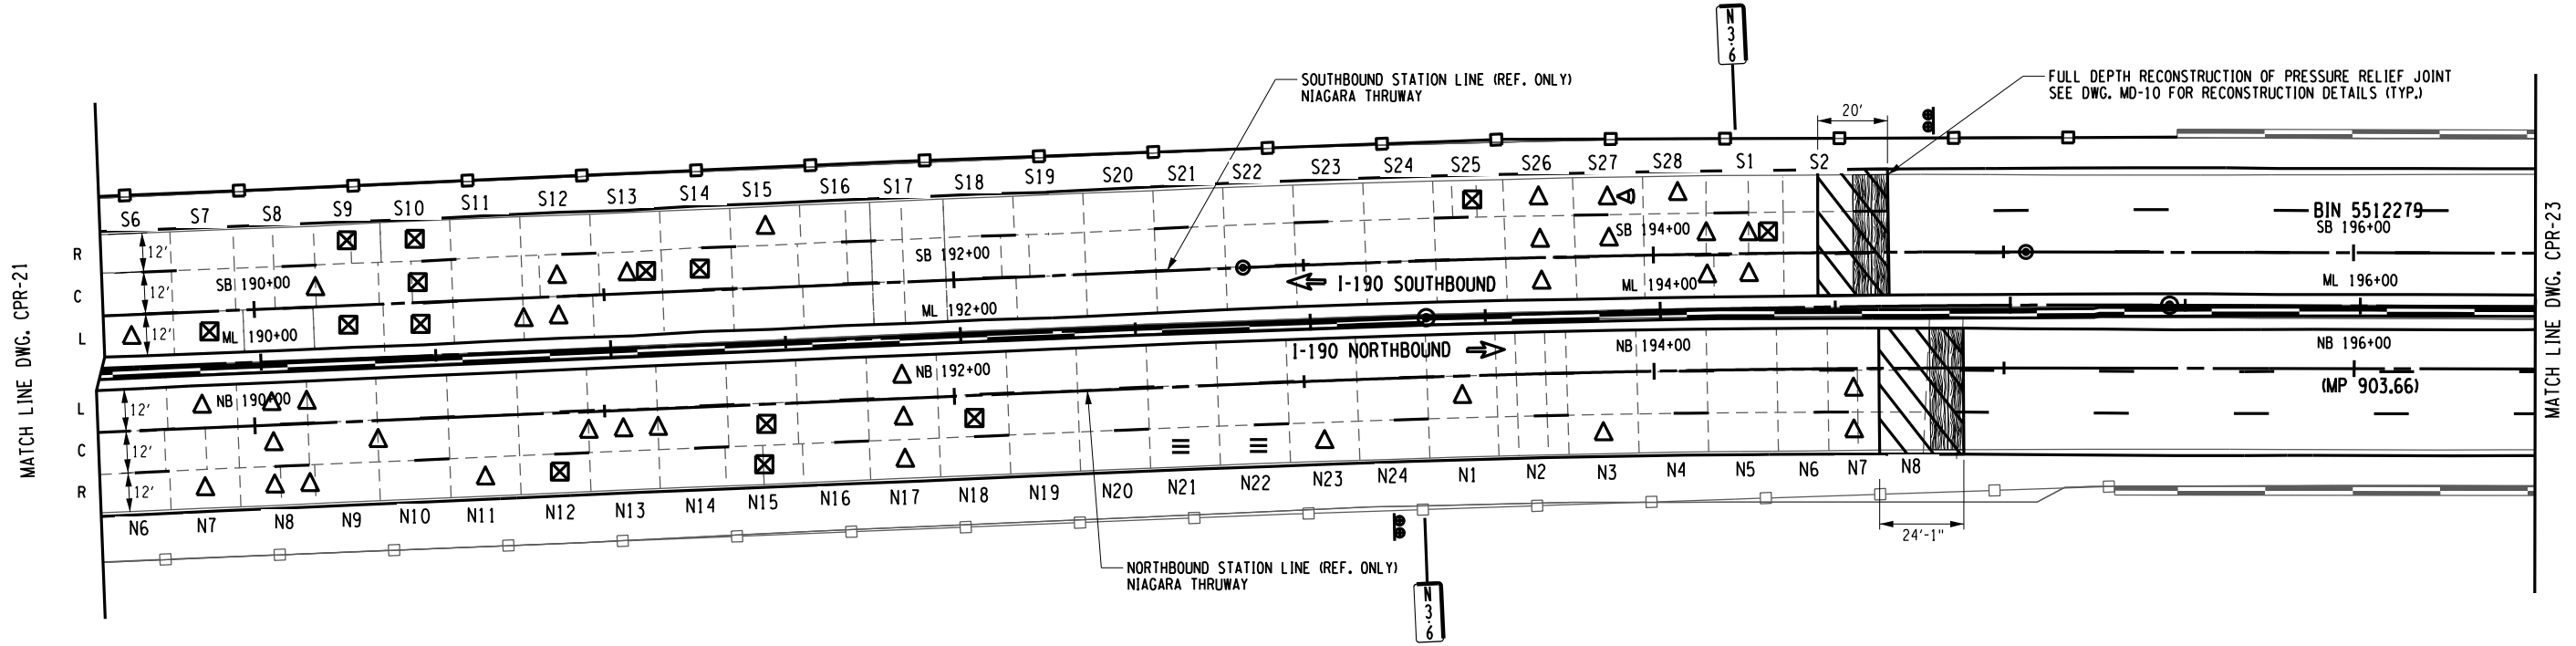 N
3.6
SOUTHBOUND STATION LINE (REF. ONLY)
NIAGARA THRUWAY
FULL DEPTH RECONSTRUCTION OF PRESSURE RELIEF JOINT
SEE DWG. MD-10 FOR RECONSTRUCTION DETAILS (TYP.)
20'
S6 S7 S8 S9 S10 S11 S12 S13 S14 S15 S16 S17 S18 S19 S20 S21 S22 S23 S24 S25 S26 S27 S28 S1 S2
MATCH LINE DWG. CPR-21
R
C
L
12'
12'
12'
SB 190+00
SB 192+00
SB 194+00
BIN 5512279
SB 196+00
I-190 SOUTHBOUND
ML 190+00
ML 192+00
ML 194+00
ML 196+00
I-190 NORTHBOUND
NB 190+00
NB 192+00
NB 194+00
NB 196+00
(MP 903.66)
L
C
R
12'
12'
12'
MATCH LINE DWG. CPR-23
N6 N7 N8 N9 N10 N11 N12 N13 N14 N15 N16 N17 N18 N19 N20 N21 N22 N23 N24 N1 N2 N3 N4 N5 N6 N7 N8
24'-1"
NORTHBOUND STATION LINE (REF. ONLY)
NIAGARA THRUWAY
N
3.6